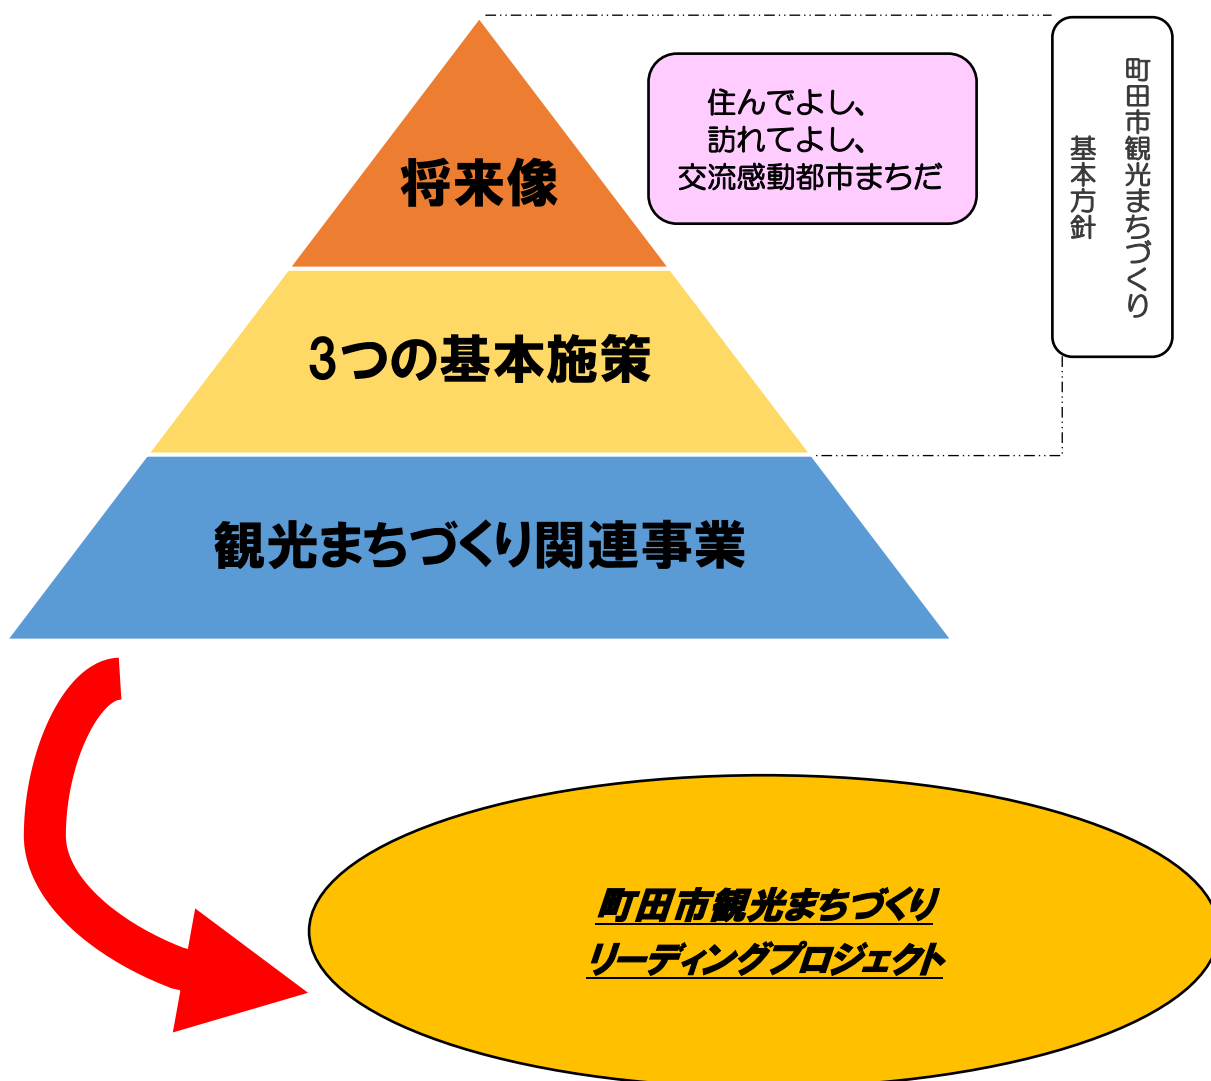 将来像
住んでよし、
訪れてよし、
交流感動都市まちだ
町田市観光まちづくり
基本方針
3つの基本施策
観光まちづくり関連事業
町田市観光まちづくり
リーディングプロジェクト